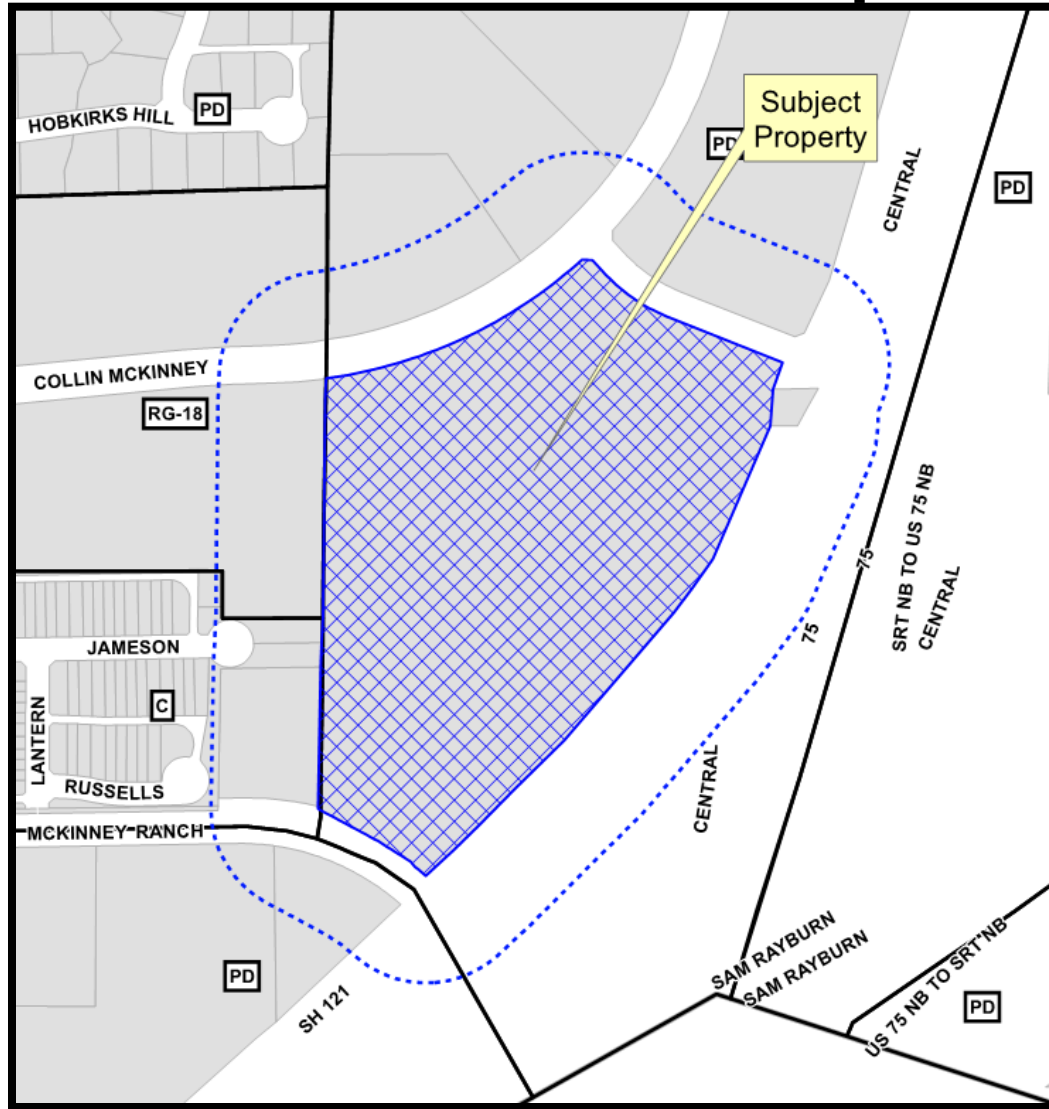 HOBKIRKS HILL
PD
Subject
Property
PD
CENTRAL
PD
COLLIN MCKINNEY
RG-18
75
SRT NB TO US 75 NB
CENTRAL
75
JAMESON
LANTERN
C
RUSSELLS
CENTRAL
MCKINNEY RANCH
PD
SH 121
SAM RAYBURN
SAM RAYBURN
US 75 NB TO SRT NB
PD